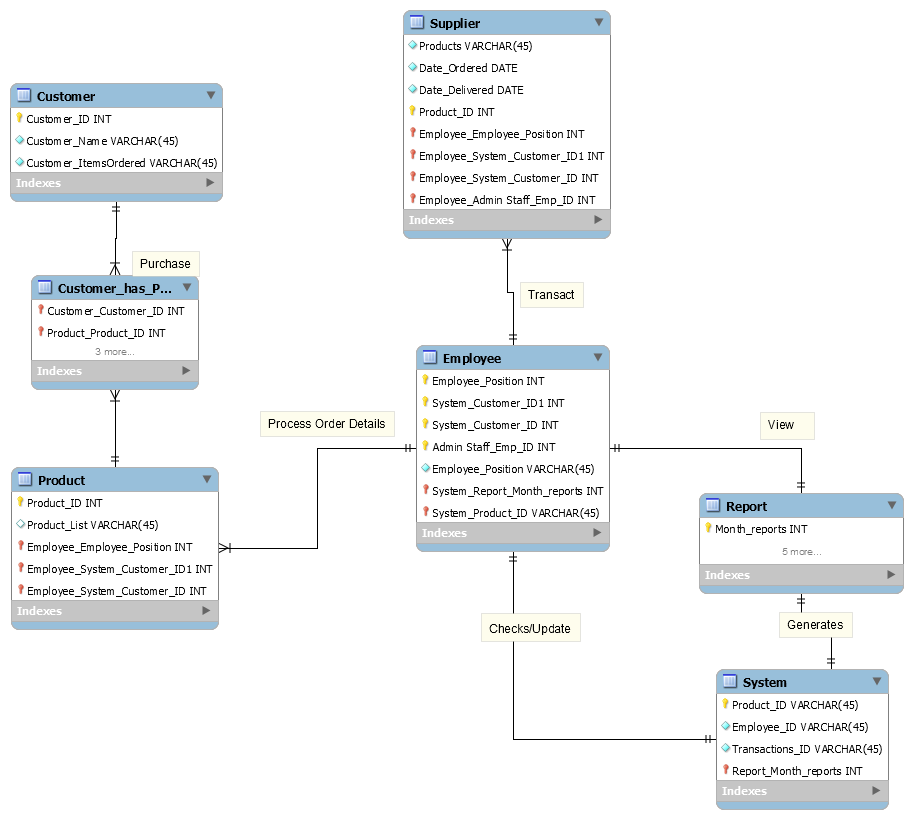 Supplier
Products VARCHAR(45)
Date_Ordered DATE
Date_Delivered DATE
Product_ID INT
Employee_Employee_Position INT
Employee_System_Customer_ID1 INT
Employee_System_Customer_ID INT
Employee_Admin Staff_Emp_ID INT
Indexes
Customer
Customer_ID INT
Customer_Name VARCHAR(45)
Customer_ItemsOrdered VARCHAR(45)
Indexes
Purchase
Customer_has_P...
Customer_Customer_ID INT
Product_Product_ID INT
3 more...
Indexes
Transact
Employee
Employee_Position INT
System_Customer_ID1 INT
System_Customer_ID INT
Admin Staff_Emp_ID INT
Employee_Position VARCHAR(45)
System_Report_Month_reports INT
System_Product_ID VARCHAR(45)
Indexes
Process Order Details
View
Product
Product_ID INT
Product_List VARCHAR(45)
Employee_Employee_Position INT
Employee_System_Customer_ID1 INT
Employee_System_Customer_ID INT
Indexes
Report
Month_reports INT
5 more...
Indexes
Checks/Update
Generates
System
Product_ID VARCHAR(45)
Employee_ID VARCHAR(45)
Transactions_ID VARCHAR(45)
Report_Month_reports INT
Indexes